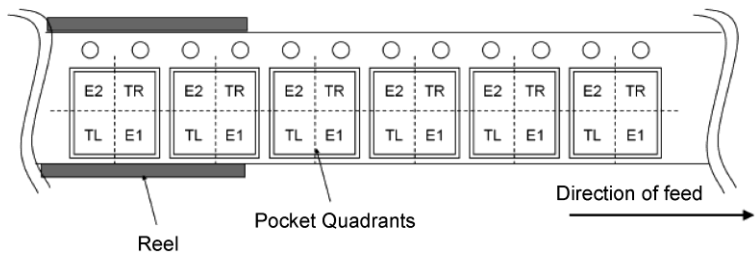 E2 TR E2 TR E2 TR E2 TR E2 TR E2 TR
TL E1 TL E1 TL E1 TL E1 TL E1 TL E1
Direction of feed
Pocket Quadrants
Reel